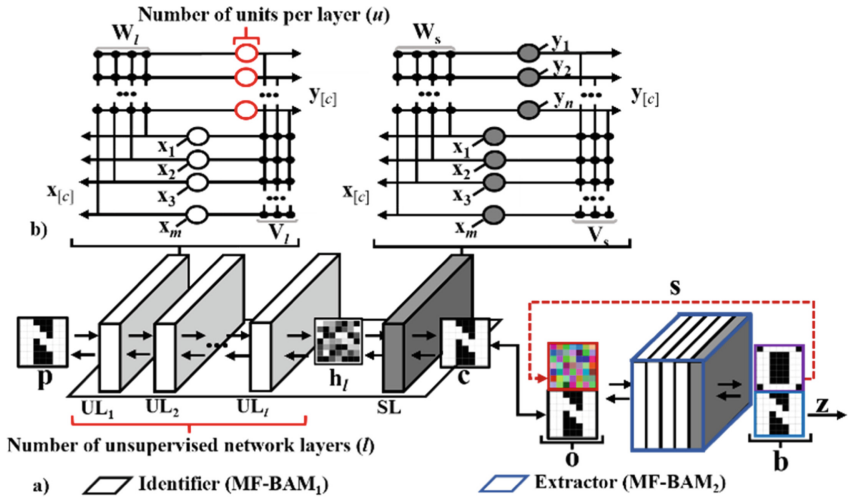 Number of units per layer (u)
W_l
W_s
y_1
y_2
...
...
...
...
y_[c]
y_n
y_[c]
x_1
x_1
x_2
x_2
x_[c]
x_3
...
x_[c]
x_3
...
x_m
V_l
x_m
V_s
b)
s
p
...
h_l
c
z
UL_1
UL_2
UL_l
SL
o
b
Number of unsupervised network layers (l)
a)
Identifier (MF-BAM_1)
Extractor (MF-BAM_2)